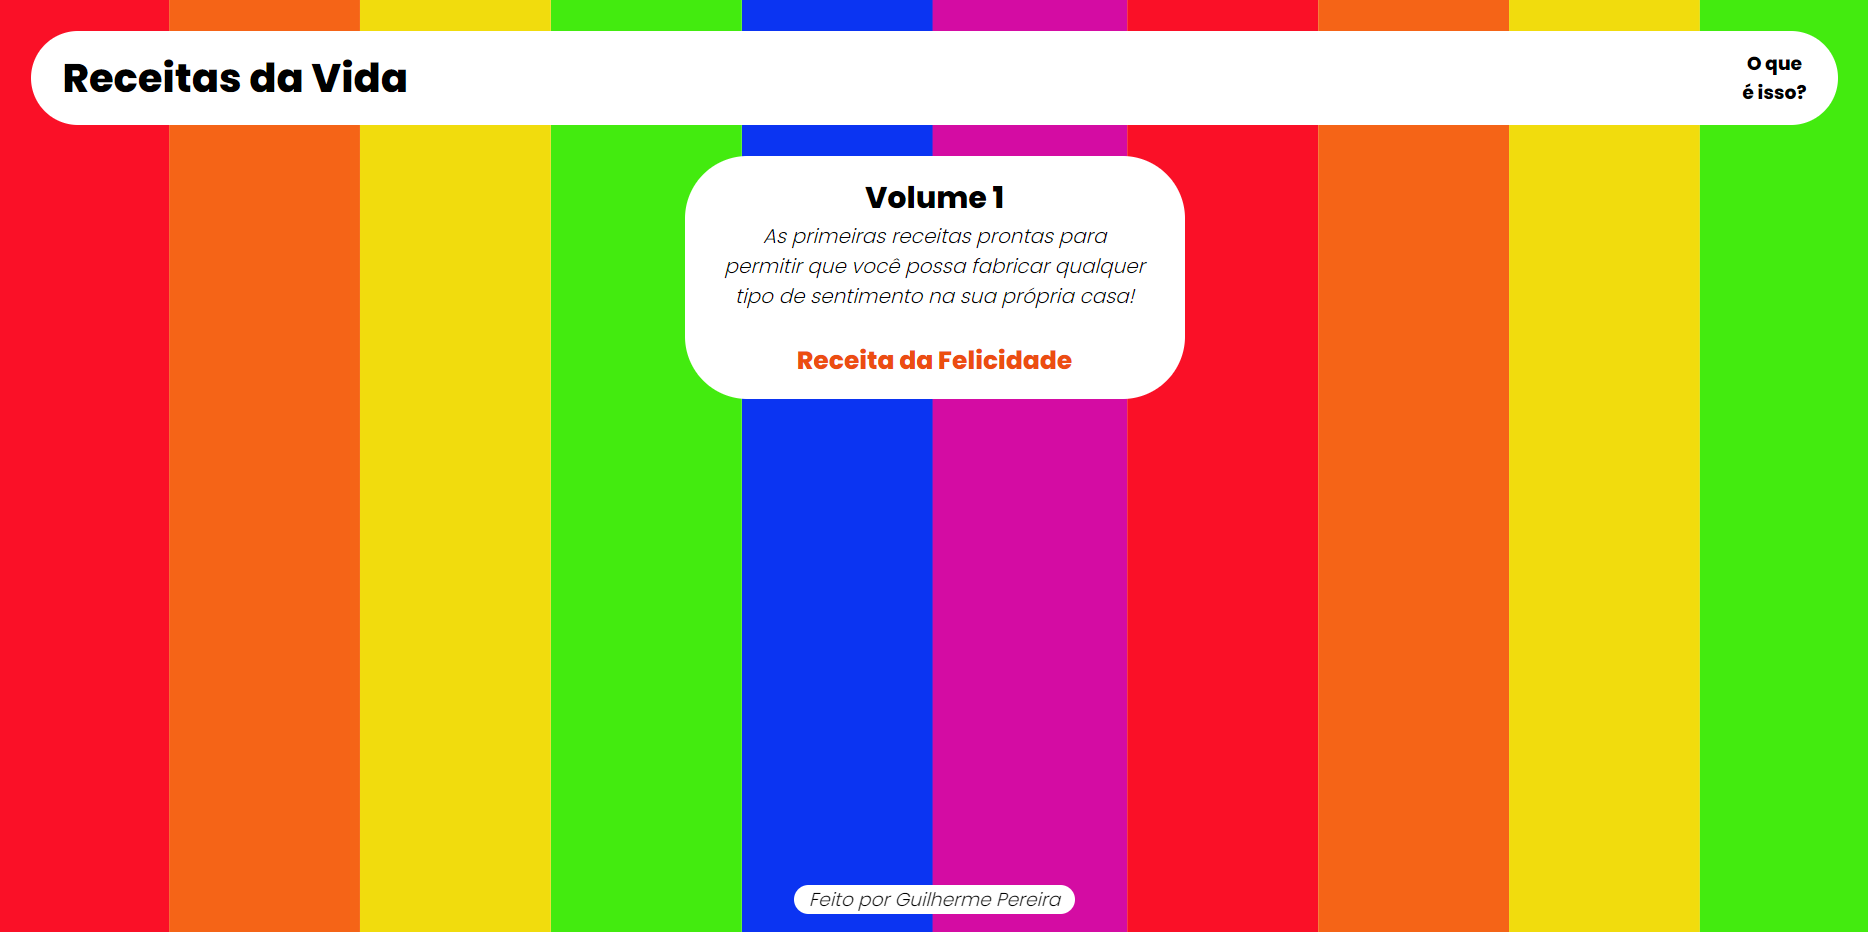 Receitas da Vida
O que
é isso?
Volume 1
As primeiras receitas prontas para
permitir que você possa fabricar qualquer
tipo de sentimento na sua própria casa!
Receita da Felicidade
Feito por Guilherme Pereira